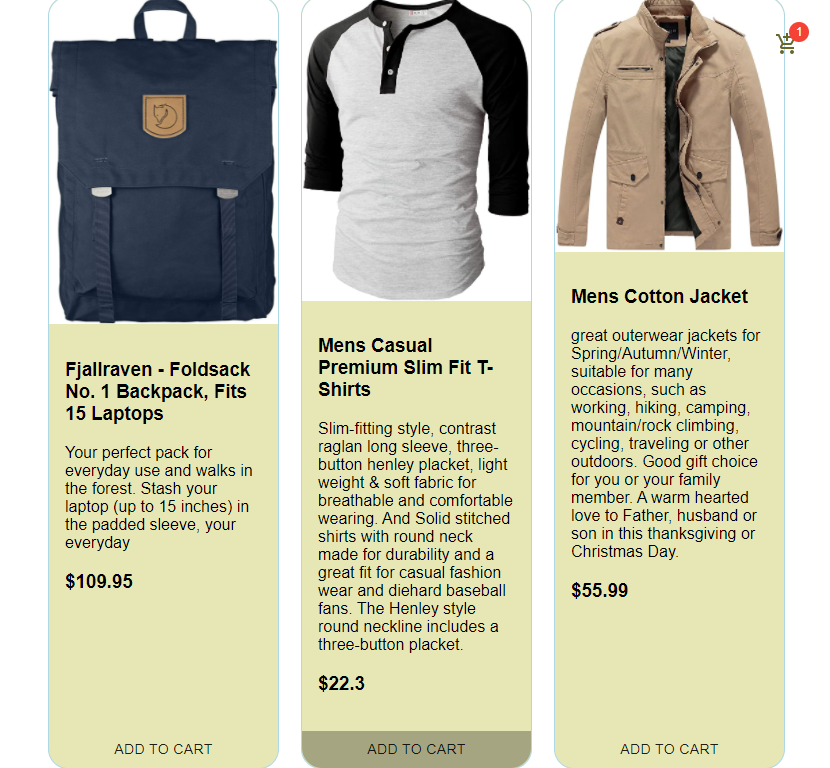 1
Fjallraven - Foldsack
No. 1 Backpack, Fits
15 Laptops
Your perfect pack for
everyday use and walks in
the forest. Stash your
laptop (up to 15 inches) in
the padded sleeve, your
everyday
$109.95
ADD TO CART
Mens Casual
Premium Slim Fit T-
Shirts
Slim-fitting style, contrast
raglan long sleeve, three-
button henley placket, light
weight & soft fabric for
breathable and comfortable
wearing. And Solid stitched
shirts with round neck
made for durability and a
great fit for casual fashion
wear and diehard baseball
fans. The Henley style
round neckline includes a
three-button placket.
$22.3
ADD TO CART
Mens Cotton Jacket
great outerwear jackets for
Spring/Autumn/Winter,
suitable for many
occasions, such as
working, hiking, camping,
mountain/rock climbing,
cycling, traveling or other
outdoors. Good gift choice
for you or your family
member. A warm hearted
love to Father, husband or
son in this thanksgiving or
Christmas Day.
$55.99
ADD TO CART